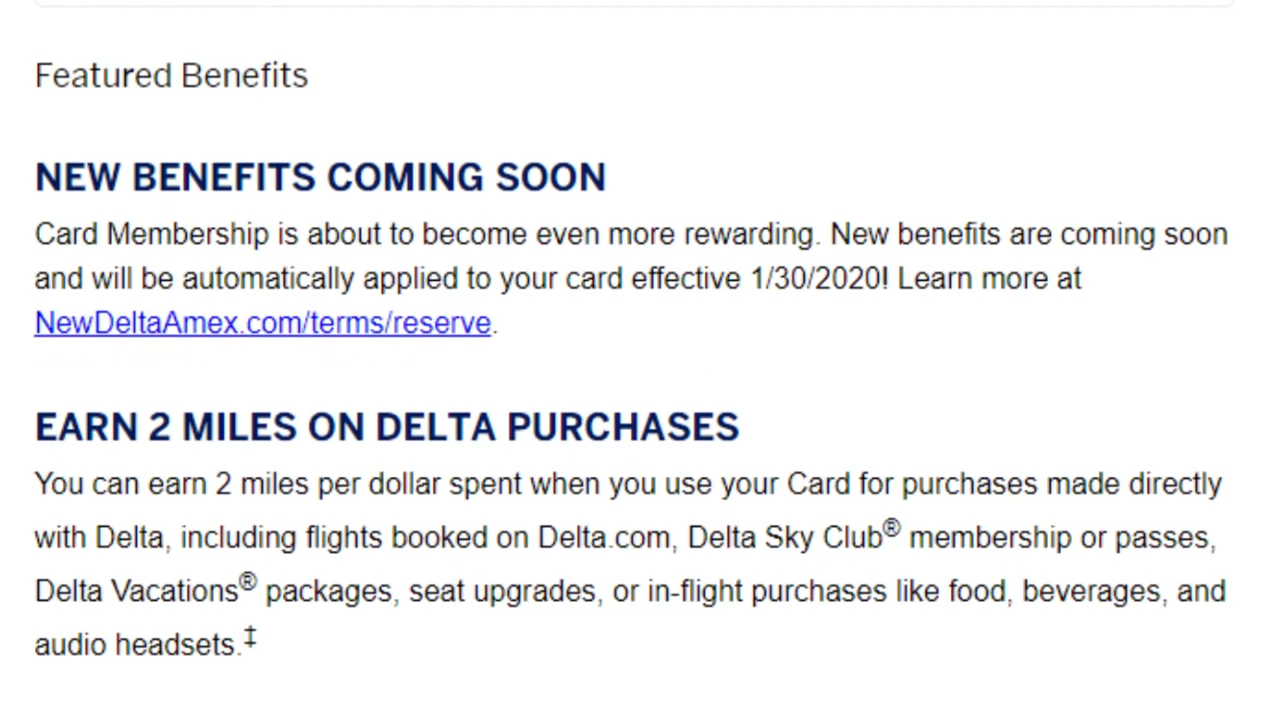 Featured Benefits
NEW BENEFITS COMING SOON
Card Membership is about to become even more rewarding. New benefits are coming soon
and will be automatically applied to your card effective 1/30/2020! Learn more at
NewDeltaAmex.com/terms/reserve.
EARN 2 MILES ON DELTA PURCHASES
You can earn 2 miles per dollar spent when you use your Card for purchases made directly
with Delta, including flights booked on Delta.com, Delta Sky Club® membership or passes,
Delta Vacations® packages, seat upgrades, or in-flight purchases like food, beverages, and
audio headsets.‡